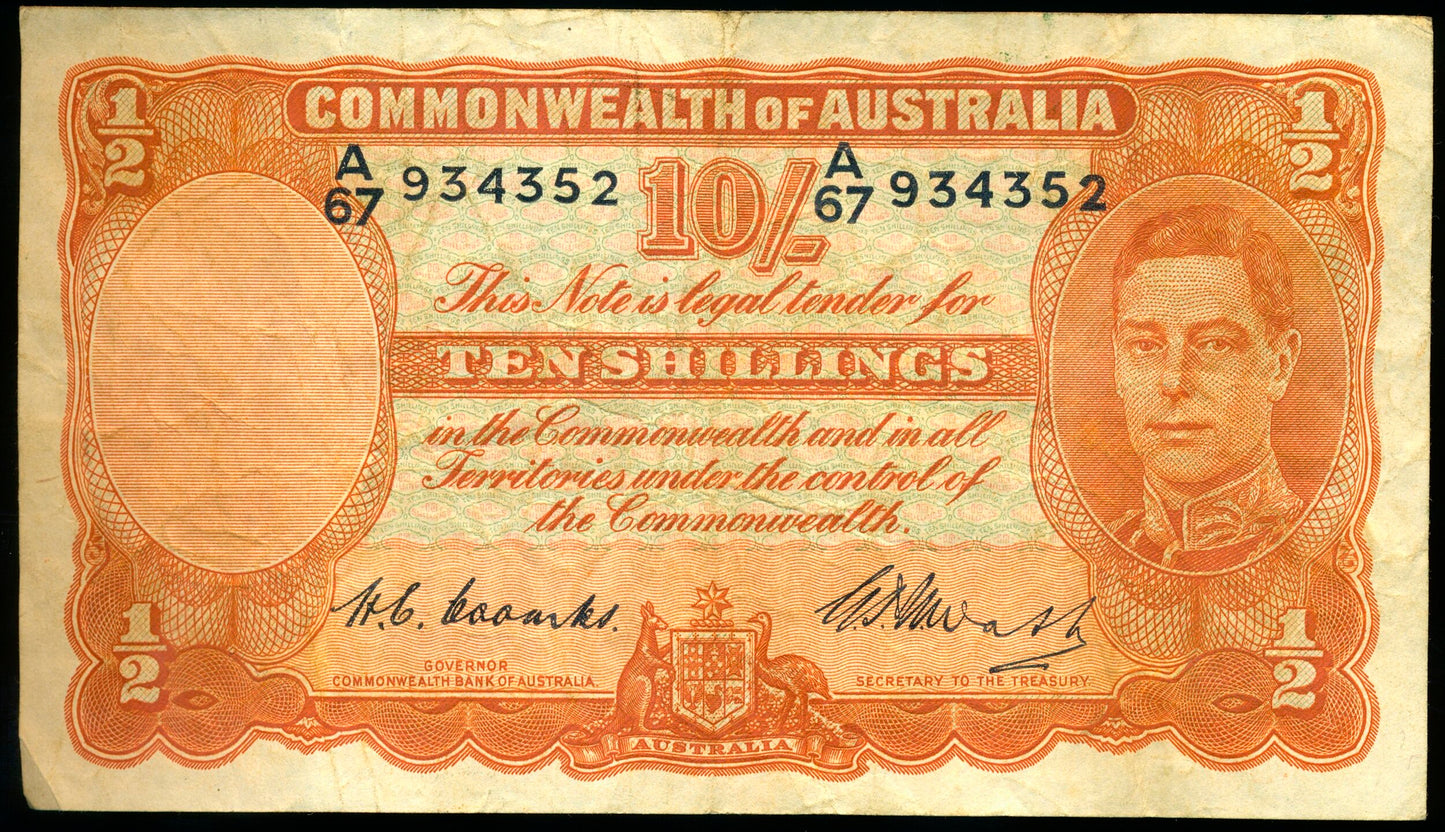 1/2
COMMONWEALTH OF AUSTRALIA
1/2
A/67 934352
10/-
A/67 934352
This Note is legal tender for
TEN SHILLINGS
in the Commonwealth and in all
Territories under the control of
the Commonwealth.
H.C. Coombs.
GOVERNOR
COMMONWEALTH BANK OF AUSTRALIA
SECRETARY TO THE TREASURY.
1/2
1/2
AUSTRALIA